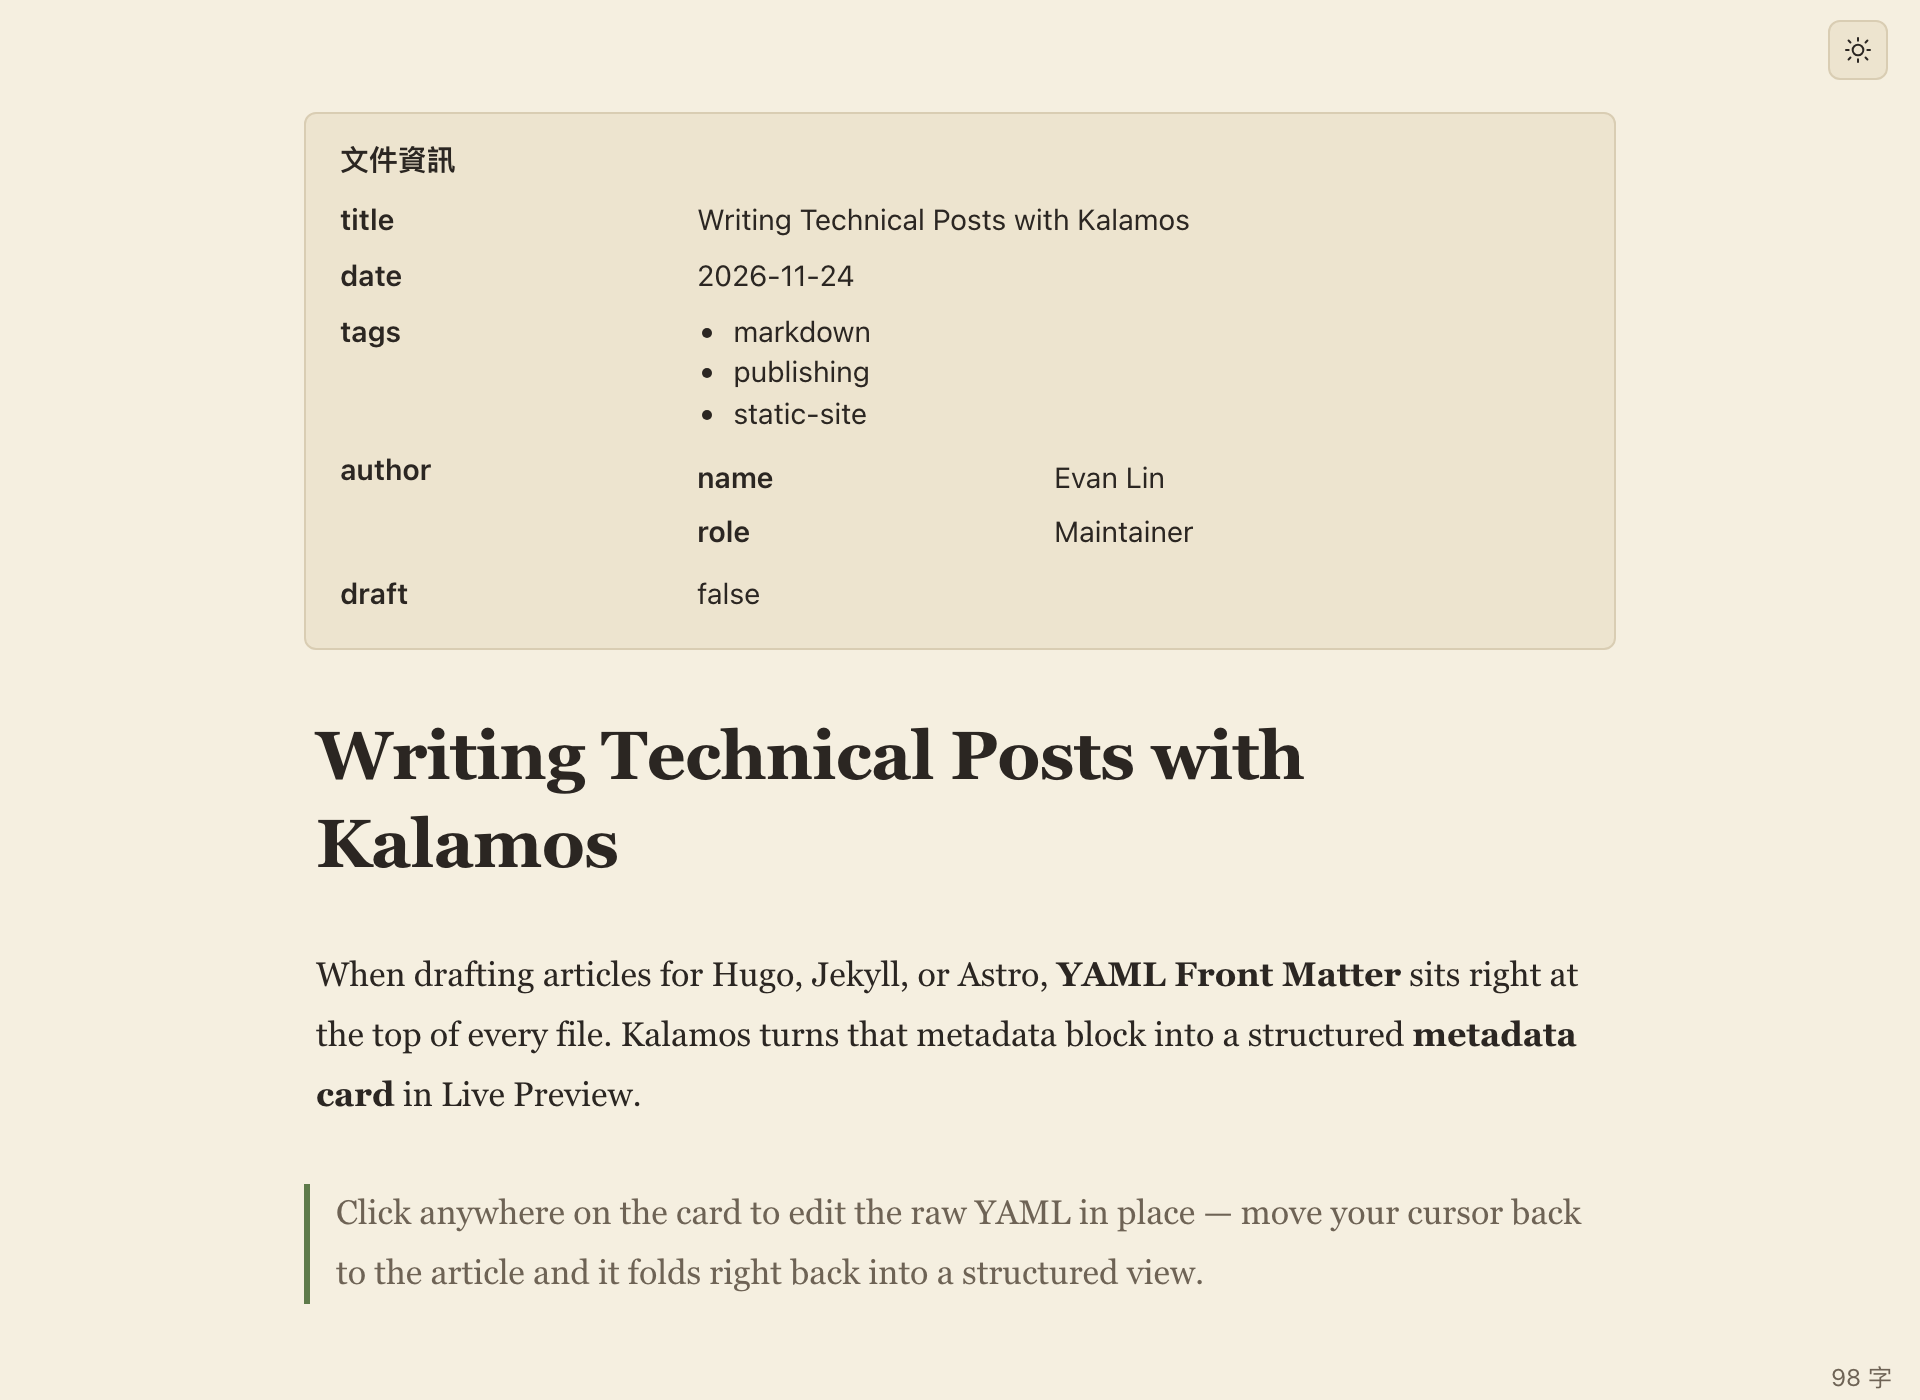 文件資訊
title Writing Technical Posts with Kalamos
date 2026-11-24
tags • markdown
• publishing
• static-site
author name Evan Lin
role Maintainer
draft false
Writing Technical Posts with
Kalamos
When drafting articles for Hugo, Jekyll, or Astro, YAML Front Matter sits right at
the top of every file. Kalamos turns that metadata block into a structured metadata
card in Live Preview.
Click anywhere on the card to edit the raw YAML in place — move your cursor back
to the article and it folds right back into a structured view.
98 字